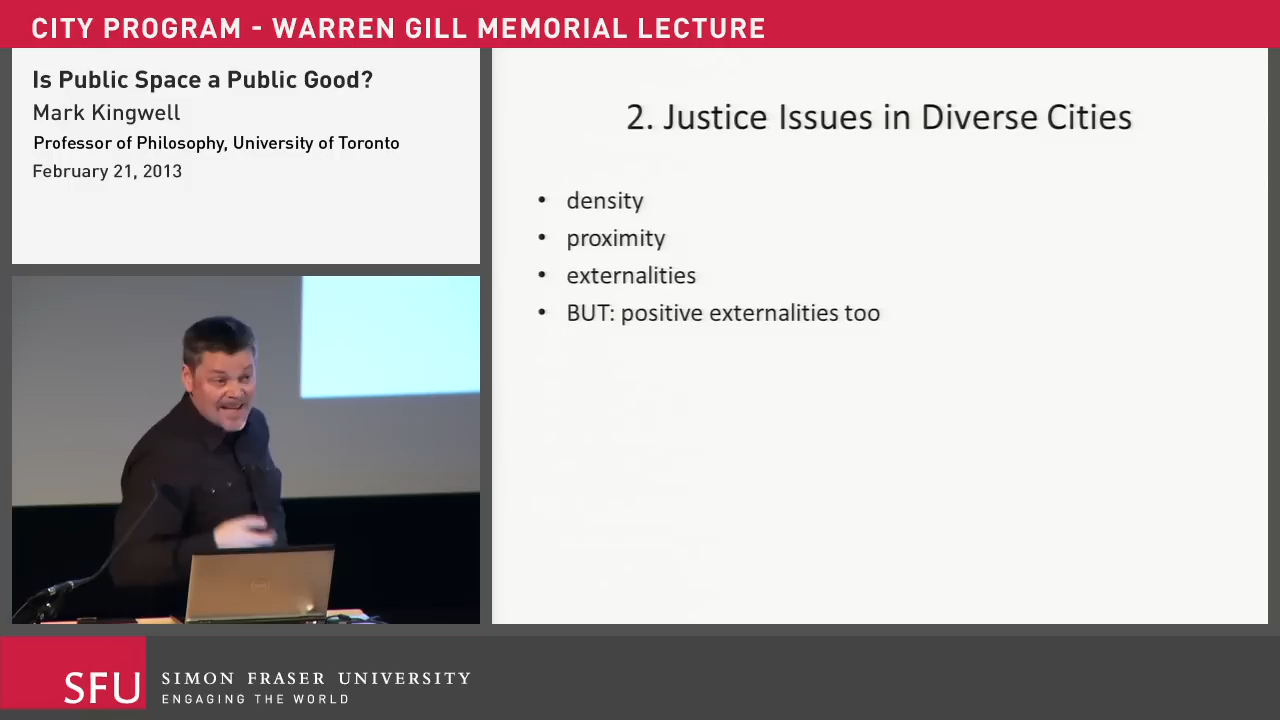 CITY PROGRAM - WARREN GILL MEMORIAL LECTURE
Is Public Space a Public Good?
Mark Kingwell
Professor of Philosophy, University of Toronto
February 21, 2013
2. Justice Issues in Diverse Cities
• density
• proximity
• externalities
• BUT: positive externalities too
SFU
SIMON FRASER UNIVERSITY
ENGAGING THE WORLD